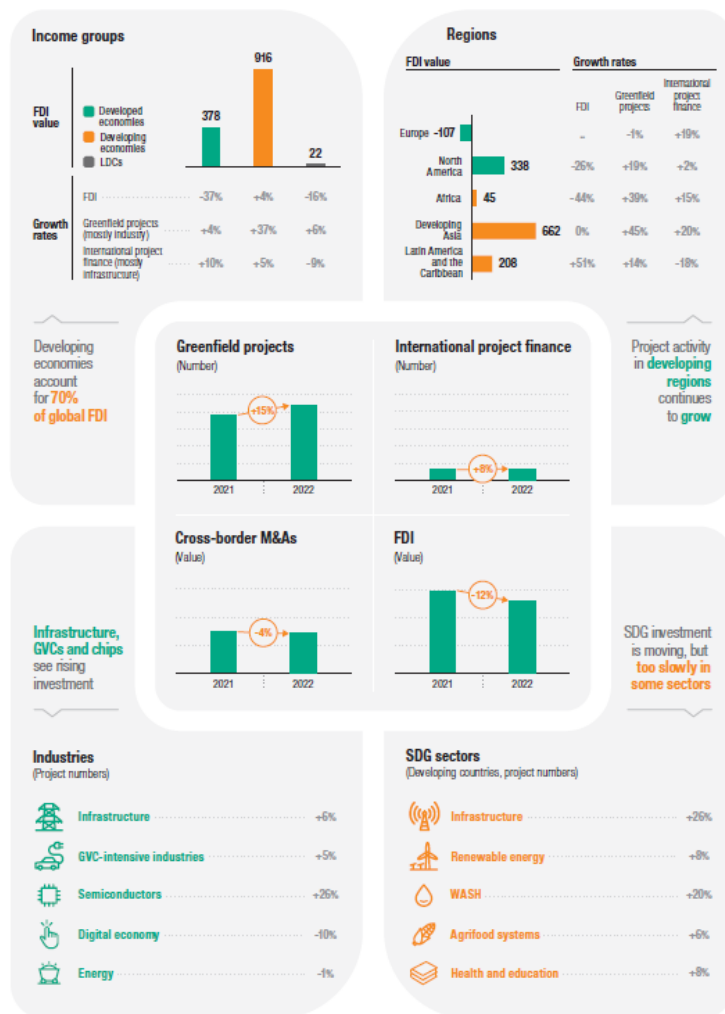 Income groups
916
378
22
FDI
value
Developed
economies
Developing
economies
LDCs
FDI -37% +4% -16%
Growth
rates
Greenfield projects
(mostly industry) +4% +37% +6%
International project
finance (mostly
infrastructure) +10% +5% -9%
Regions
FDI value Growth rates
FDI
Greenfield
projects
International
project
finance
Europe -107 – -1% +19%
North
America 338 -26% +19% +2%
Africa 45 -44% +39% +15%
Developing
Asia 662 0% +45% +20%
Latin America
and the
Caribbean 208 +51% +14% -18%
Developing
economies
account
for 70%
of global FDI
Greenfield projects
(Number)
+15%
2021 2022
International project finance
(Number)
+8%
2021 2022
Project activity
in developing
regions
continues
to grow
Cross-border M&As
(Value)
-4%
2021 2022
FDI
(Value)
-12%
2021 2022
Infrastructure,
GVCs and chips
see rising
investment
SDG investment
is moving, but
too slowly in
some sectors
Industries
(Project numbers)
Infrastructure +6%
GVC-intensive industries +5%
Semiconductors +26%
Digital economy -10%
Energy -1%
SDG sectors
(Developing countries, project numbers)
Infrastructure +26%
Renewable energy +8%
WASH +20%
Agrifood systems +6%
Health and education +8%